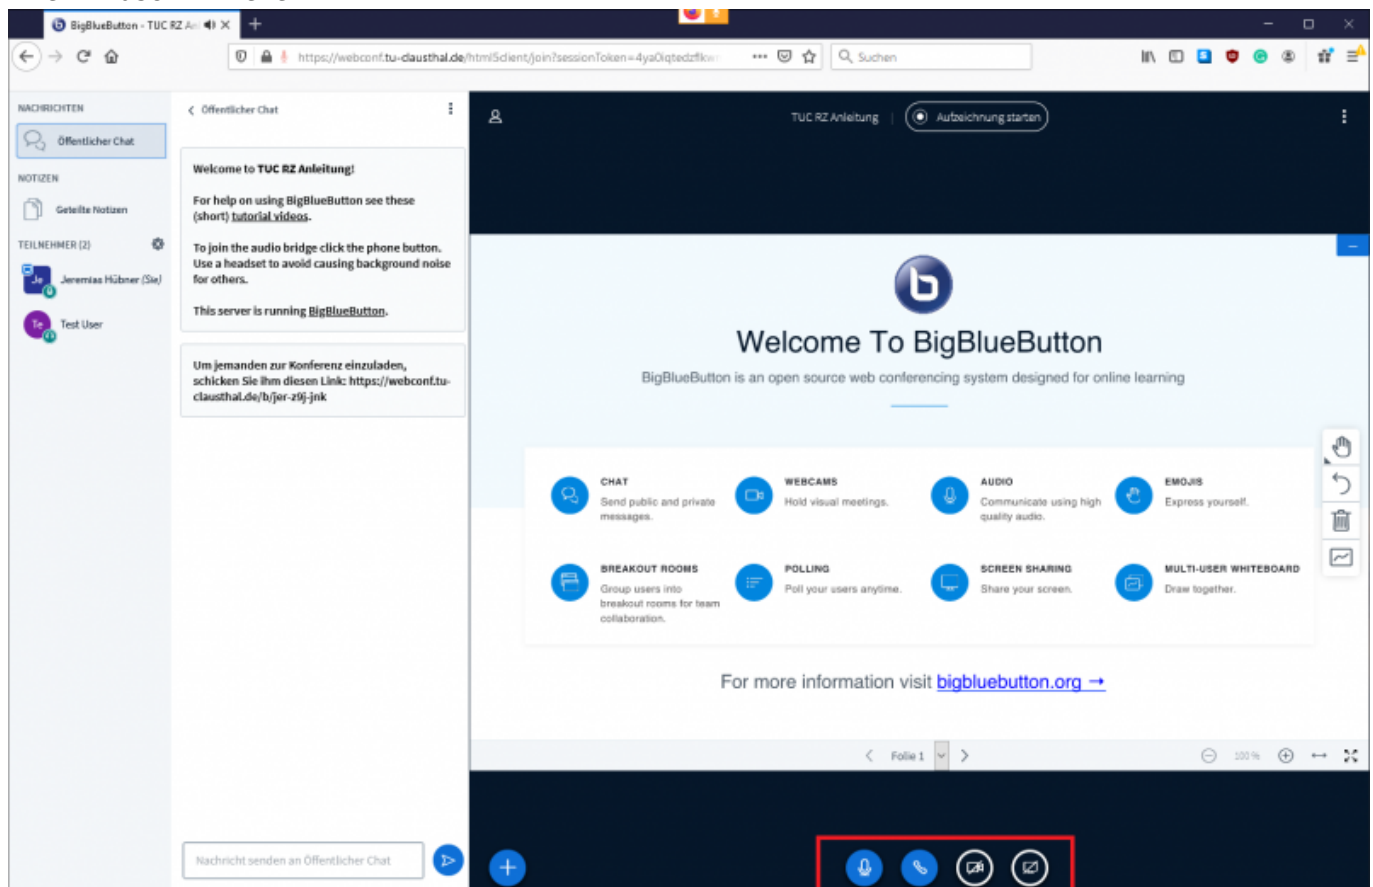 BigBlueButton - TUC RZ
https://webconf.tu-clausthal.de/html5client/join?sessionToken=
Suchen
NACHRICHTEN
Öffentlicher Chat
NOTIZEN
Geteilte Notizen
TEILNEHMER (2)
Je
Jeremias Hübner (Sie)
Te
Test User
Öffentlicher Chat
Welcome to TUC RZ Anleitung!
For help on using BigBlueButton see these
(short) tutorial videos.
To join the audio bridge click the phone button.
Use a headset to avoid causing background noise
for others.
This server is running BigBlueButton.
Um jemanden zur Konferenz einzuladen,
schicken Sie ihm diesen Link: https://webconf.tu-
clausthal.de/b/jer-z9j-jnk
Nachricht senden an Öffentlicher Chat
TUC RZ Anleitung | Aufzeichnung starten
Welcome To BigBlueButton
BigBlueButton is an open source web conferencing system designed for online learning
CHAT
Send public and private
messages.
WEBCAMS
Hold visual meetings.
AUDIO
Communicate using high
quality audio.
EMOJIS
Express yourself.
BREAKOUT ROOMS
Group users into
breakout rooms for team
collaboration.
POLLING
Poll your users anytime.
SCREEN SHARING
Share your screen.
MULTI-USER WHITEBOARD
Draw together.
For more information visit bigbluebutton.org →
Folie 1
100 %